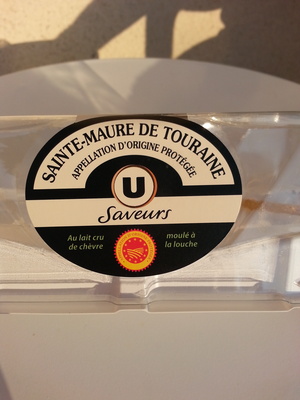 SAINTE-MAURE DE TOURAINE
APPELLATION D'ORIGINE PROTÉGÉE
U
Saveurs
Au lait cru
de chèvre
moulé à
la louche